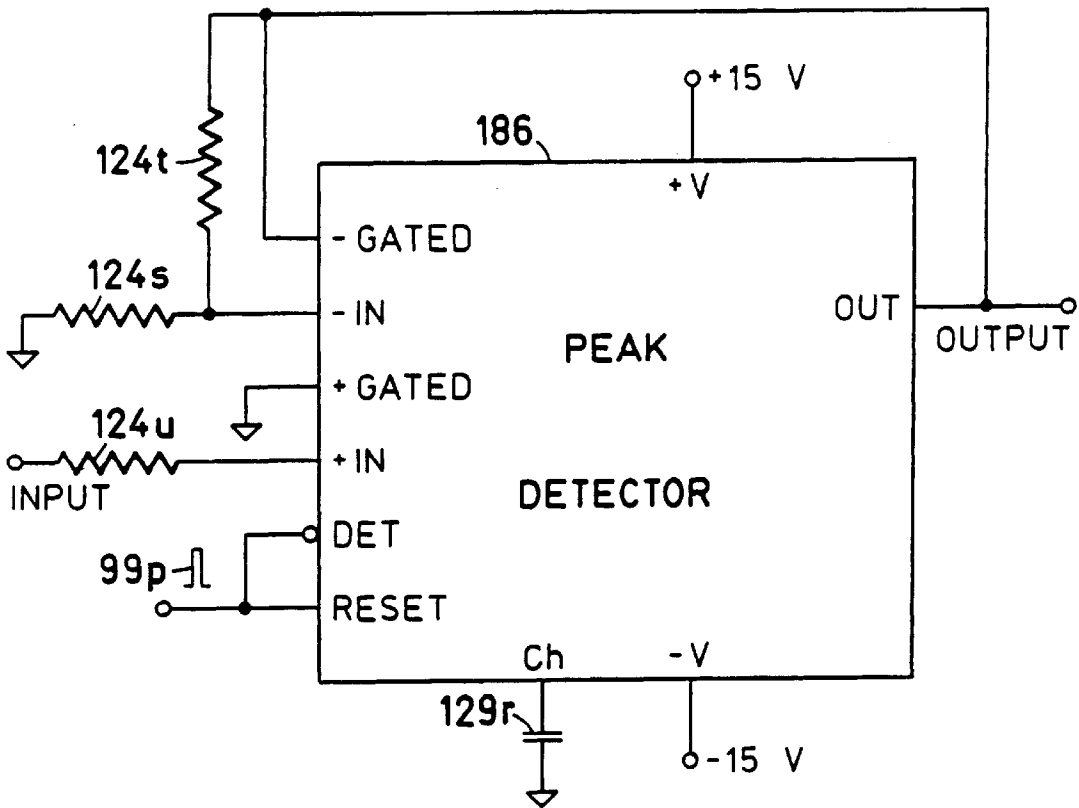 +15 V
186
124t
+V
- GATED
124s
- IN
OUT
PEAK
OUTPUT
+ GATED
124u
+ IN
INPUT
DETECTOR
DET
99p
RESET
Ch
-V
129r
-15 V